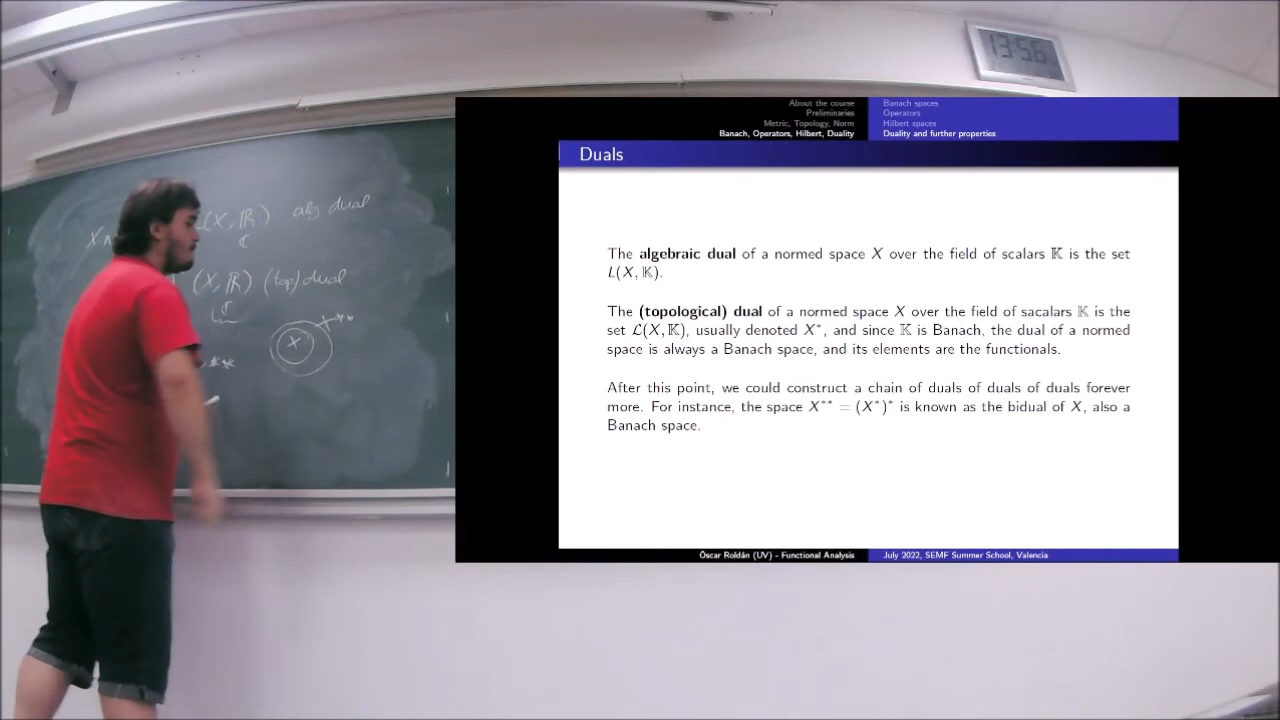 13:56
(X, ℝ) alg dual
ℂ
(X, ℝ) (top) dual
ℂ
X**
X
**
About the course
Preliminaries
Metric, Topology, Norm
Banach, Operators, Hilbert, Duality
Banach spaces
Operators
Hilbert spaces
Duality and further properties
Duals
The algebraic dual of a normed space X over the field of scalars 𝕂 is the set
L(X, 𝕂).
The (topological) dual of a normed space X over the field of sacalars 𝕂 is the
set ℒ(X, 𝕂), usually denoted X*, and since 𝕂 is Banach, the dual of a normed
space is always a Banach space, and its elements are the functionals.
After this point, we could construct a chain of duals of duals of duals forever
more. For instance, the space X** = (X*)* is known as the bidual of X, also a
Banach space.
Óscar Roldán (UV) - Functional Analysis
July 2022, SEMF Summer School, Valencia